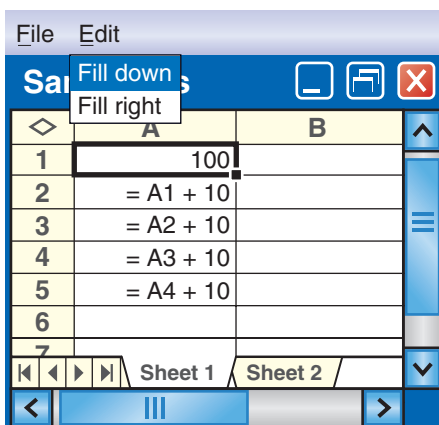 File Edit
Fill down
Fill right
A B
1 100
2 = A1 + 10
3 = A2 + 10
4 = A3 + 10
5 = A4 + 10
6
7
Sheet 1 Sheet 2